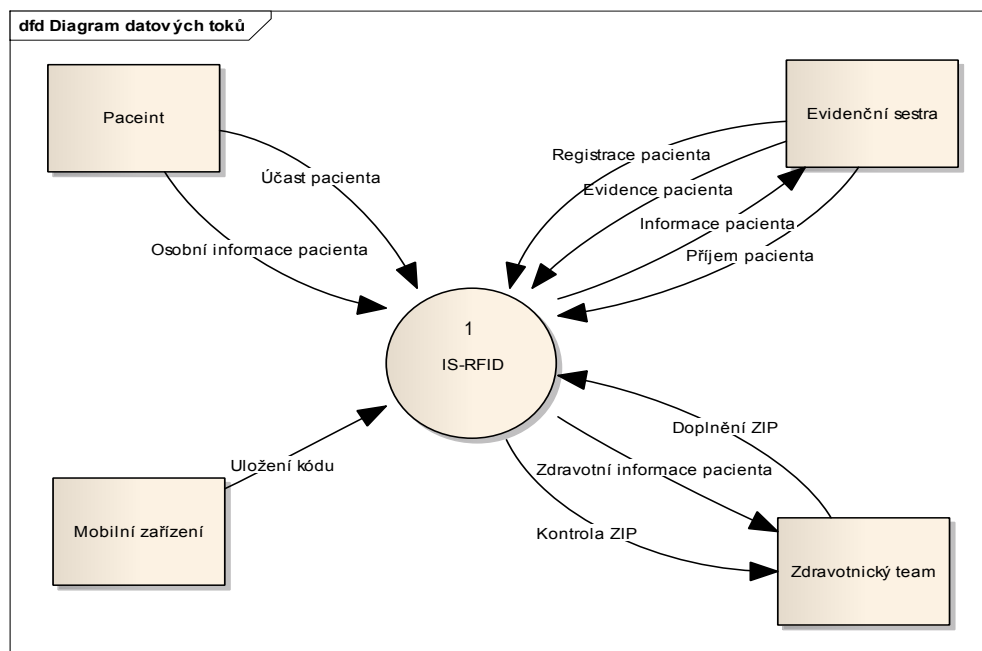 dfd Diagram datových toků
Paceint
Evidenční sestra
Účast pacienta
Osobní informace pacienta
Registrace pacienta
Evidence pacienta
Informace pacienta
Příjem pacienta
1
IS-RFID
Uložení kódu
Mobilní zařízení
Doplnění ZIP
Zdravotní informace pacienta
Kontrola ZIP
Zdravotnický team